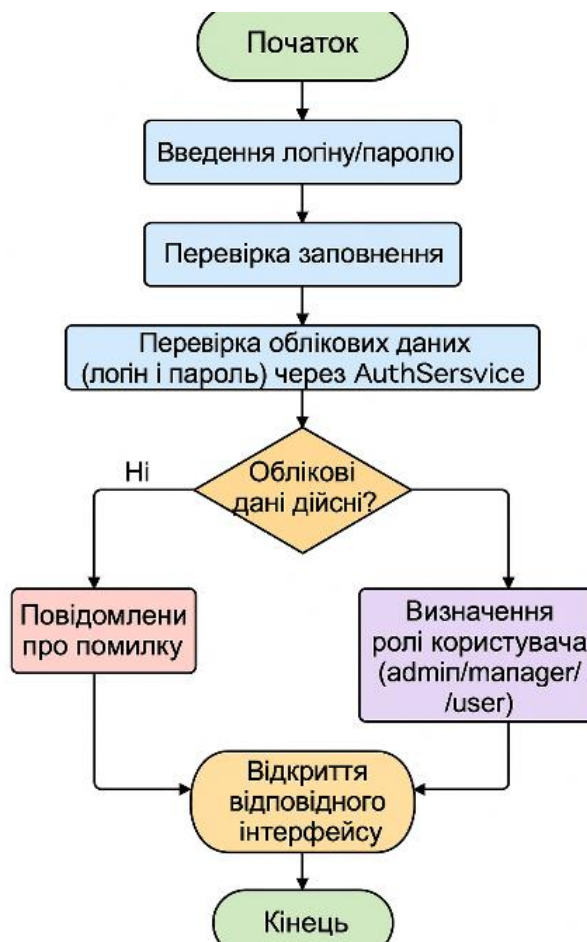 Початок
Введення логіну/паролю
Перевірка заповнення
Перевірка облікових даних
(логін і пароль) через AuthSersvice
Облікові
дані дійсні?
Ні
Повідомлени
про помилку
Визначення
ролі користувача
(admin/manager/
/user)
Відкриття
відповідного
інтерфейсу
Кінець